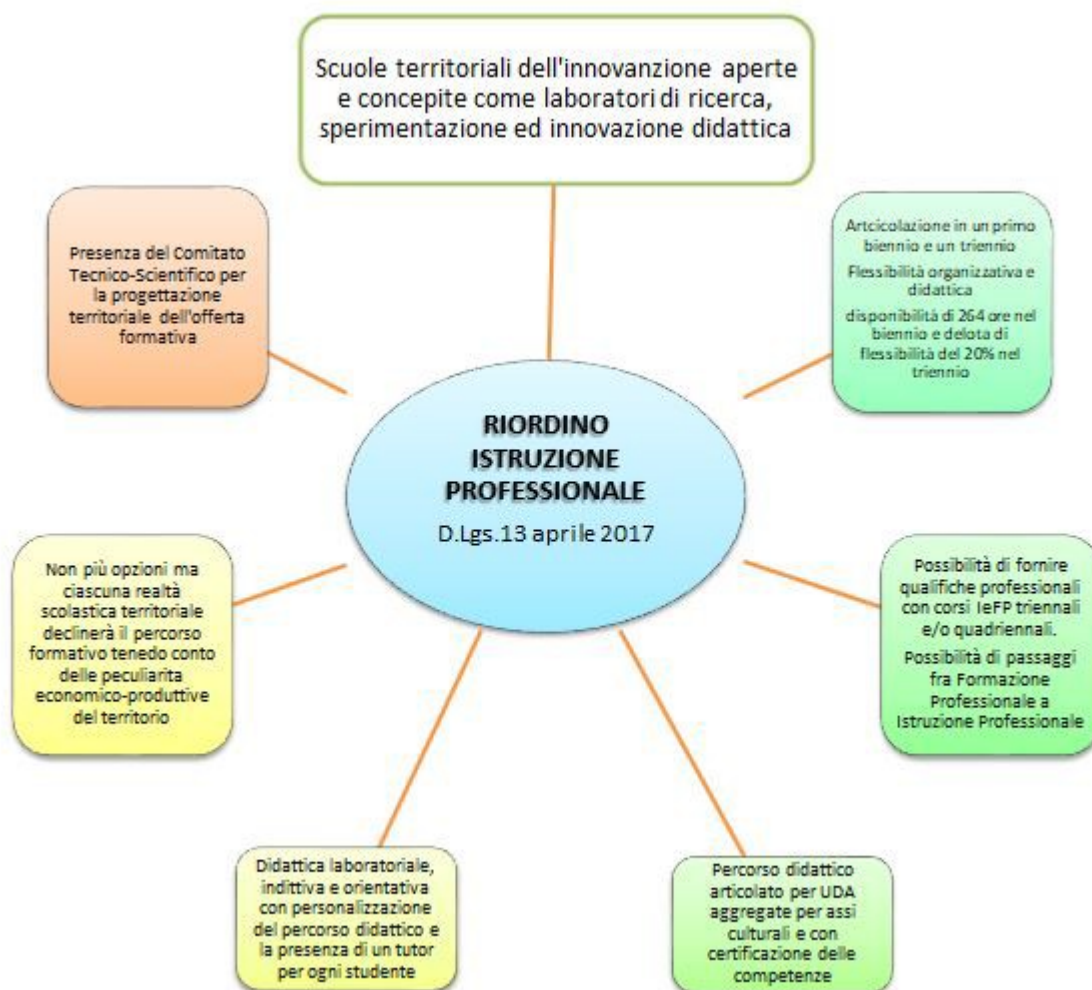 Scuole territoriali dell'innovanzione aperte
e concepite come laboratori di ricerca,
sperimentazione ed innovazione didattica
Presenza del Comitato
Tecnico-Scientifico per
la progettazione
territoriale dell'offerta
formativa
Artcicolazione in un primo
biennio e un triennio
Flessibilità organizzativa e
didattica
disponibilità di 264 ore nel
biennio e delota di
flessibilità del 20% nel
triennio
RIORDINO
ISTRUZIONE
PROFESSIONALE
D.Lgs.13 aprile 2017
Non più opzioni ma
ciascuna realtà
scolastica territoriale
declinerà il percorso
formativo tenedo conto
delle peculiarita
economico-produttive
del territorio
Possibilità di fornire
qualifiche professionali
con corsi IeFP triennali
e/o quadriennali.
Possibilità di passaggi
fra Formazione
Professionale a
Istruzione Professionale
Didattica laboratoriale,
indittiva e orientativa
con personalizzazione
del percorso didattico e
la presenza di un tutor
per ogni studente
Percorso didattico
articolato per UDA
aggregate per assi
culturali e con
certificazione delle
competenze